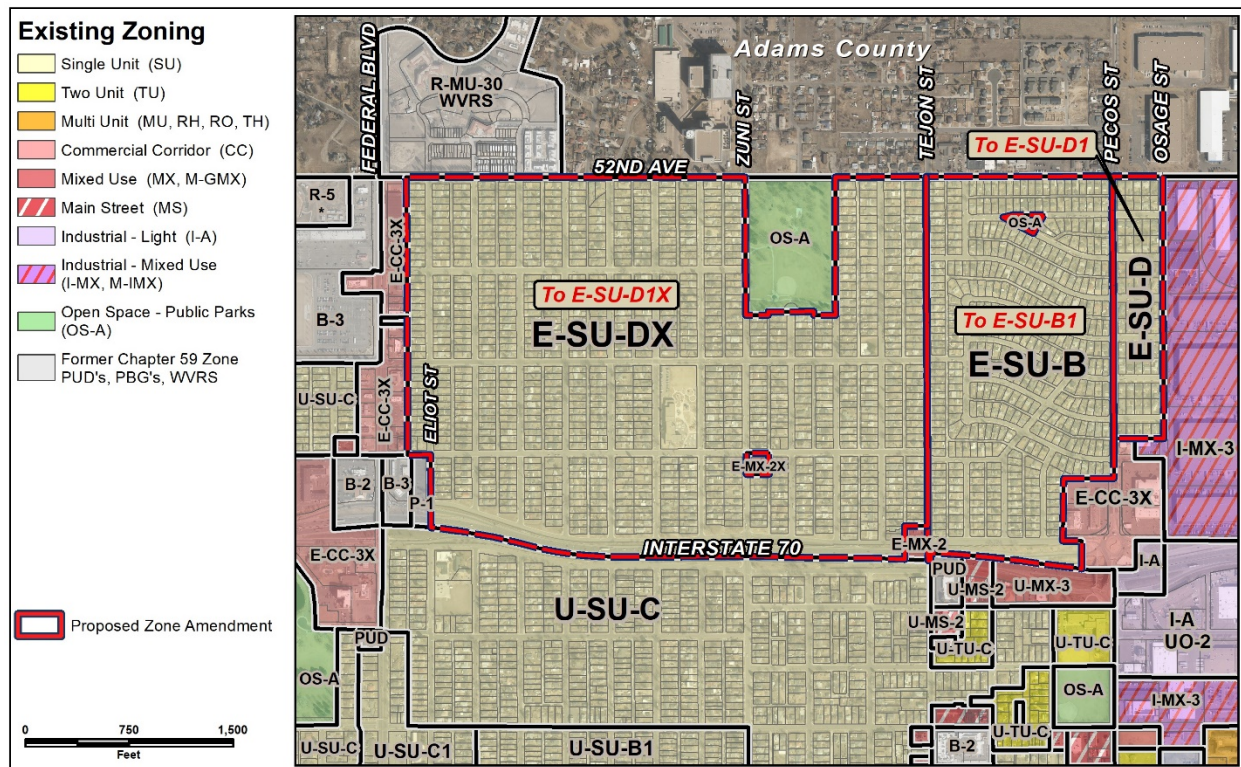 Existing Zoning
Single Unit (SU)
Two Unit (TU)
Multi Unit (MU, RH, RO, TH)
Commercial Corridor (CC)
Mixed Use (MX, M-GMX)
Main Street (MS)
Industrial - Light (I-A)
Industrial - Mixed Use
(I-MX, M-IMX)
Open Space - Public Parks
(OS-A)
Former Chapter 59 Zone
PUD's, PBG's, WVRS
Proposed Zone Amendment
0 750 1,500
Feet
Adams County
R-MU-30
WVRS
FEDERAL BLVD
ZUNI ST
TEJON ST
PECOS ST
OSAGE ST
To E-SU-D1
52ND AVE
R-5
*
E-CC-3X
OS-A
OS-A
E-SU-D
B-3
To E-SU-D1X
E-SU-DX
To E-SU-B1
E-SU-B
U-SU-C
E-CC-3X
ELIOT ST
I-MX-3
E-MX-2X
B-2
B-3
P-1
E-CC-3X
E-CC-3X
INTERSTATE 70
E-MX-2
PUD
U-MS-2
U-MX-3
I-A
U-SU-C
U-MS-2
U-TU-C
U-TU-C
I-A
UO-2
PUD
OS-A
OS-A
I-MX-3
U-SU-C
U-SU-C1
U-SU-B1
B-2
U-TU-C